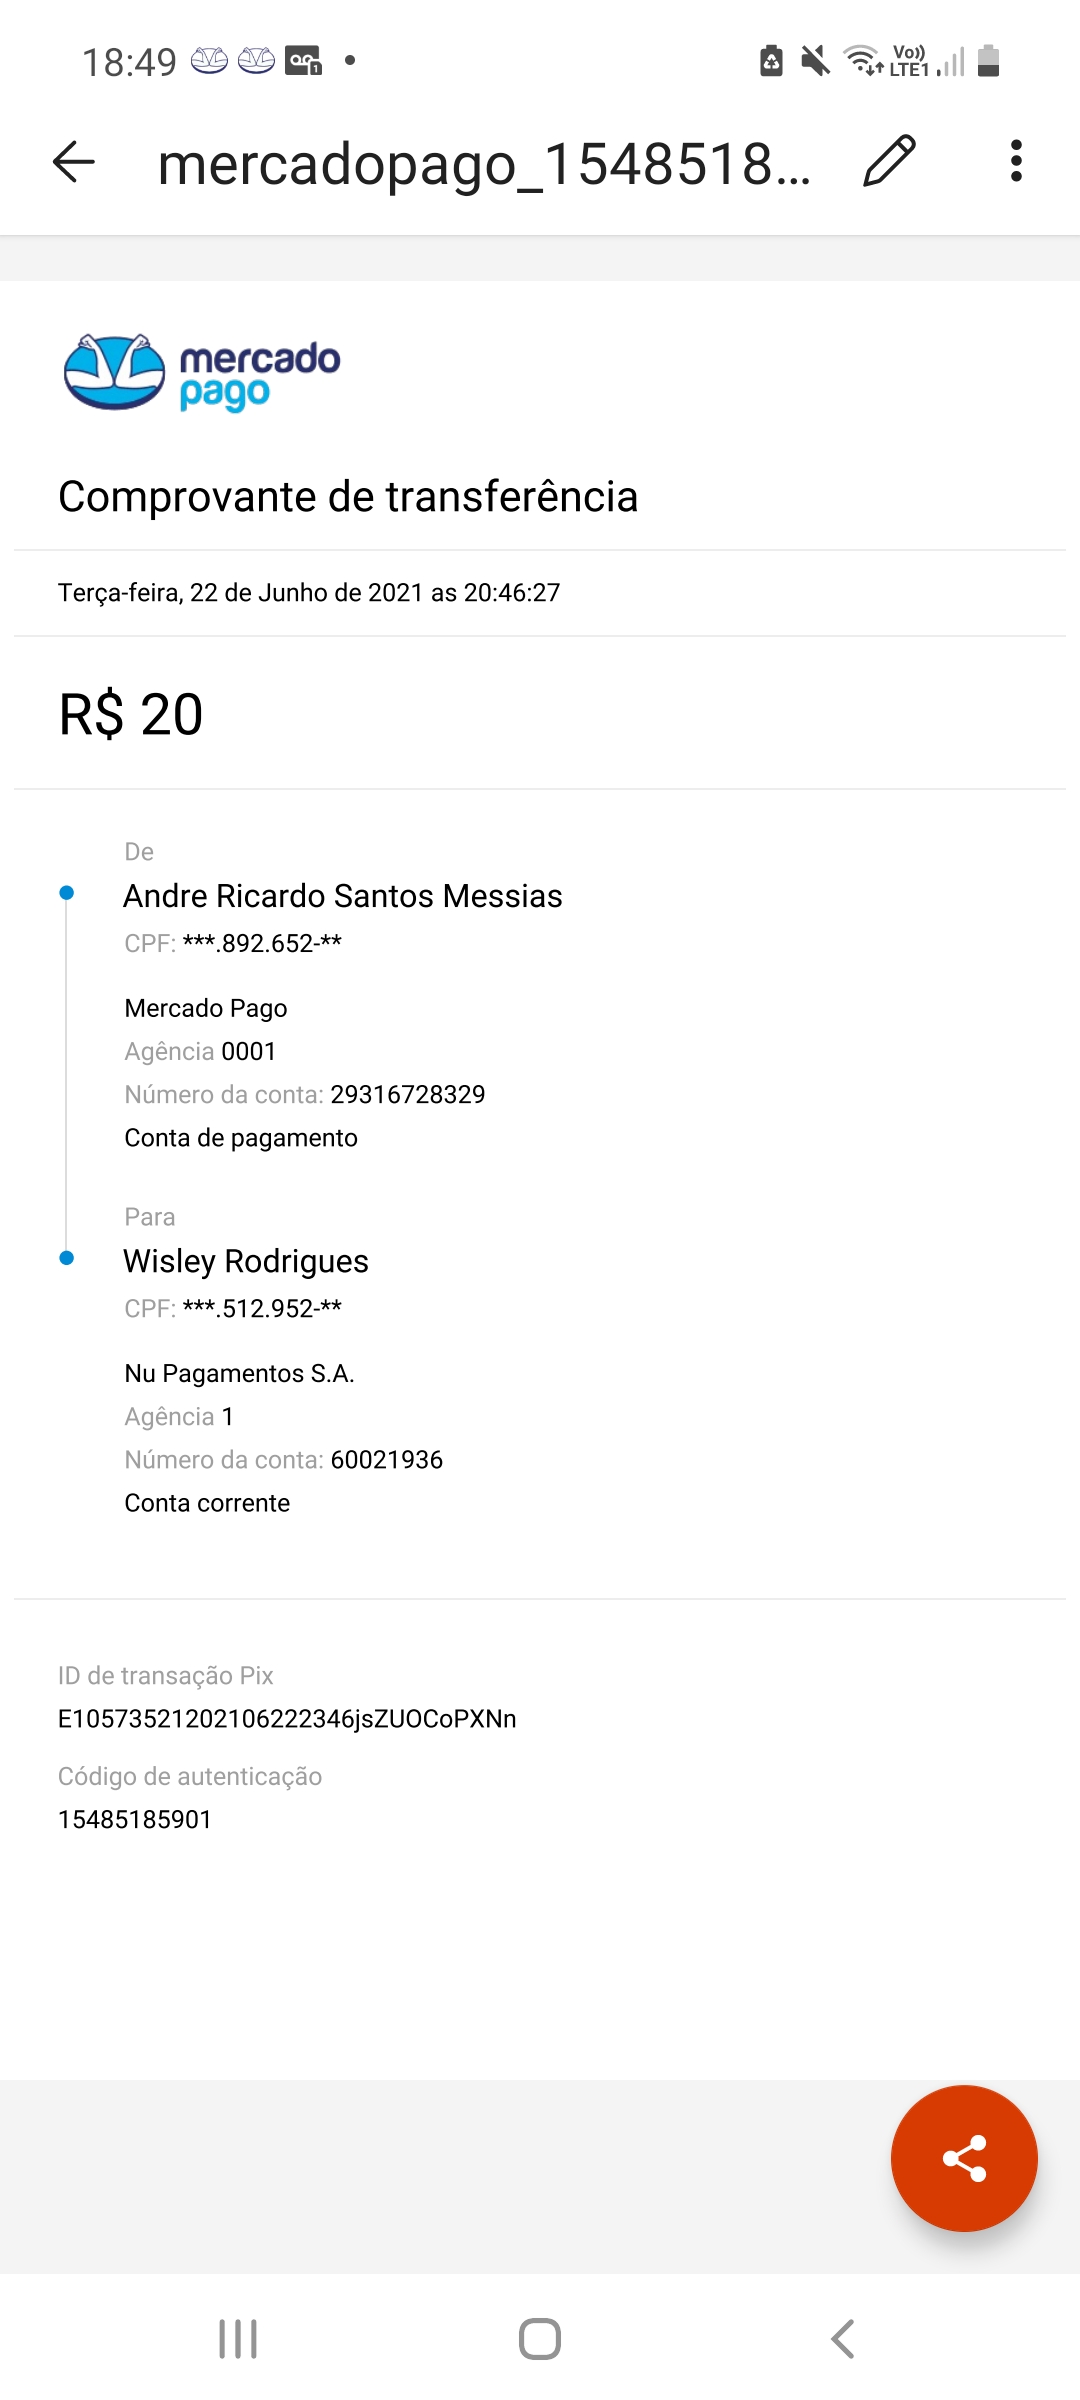 18:49
Vo))
LTE1
mercadopago_1548518...
mercado
pago
Comprovante de transferência
Terça-feira, 22 de Junho de 2021 as 20:46:27
R$ 20
De
Andre Ricardo Santos Messias
CPF: ***.892.652-**
Mercado Pago
Agência 0001
Número da conta: 29316728329
Conta de pagamento
Para
Wisley Rodrigues
CPF: ***.512.952-**
Nu Pagamentos S.A.
Agência 1
Número da conta: 60021936
Conta corrente
ID de transação Pix
E10573521202106222346jsZUOCoPXNn
Código de autenticação
15485185901